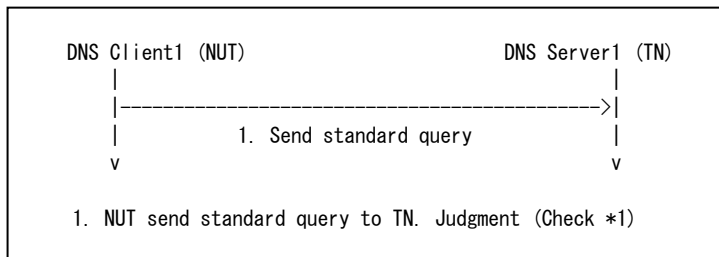 DNS Client1 (NUT) DNS Server1 (TN)
| |
|--------------------------------------------->|
| 1. Send standard query |
v v
1. NUT send standard query to TN. Judgment (Check *1)